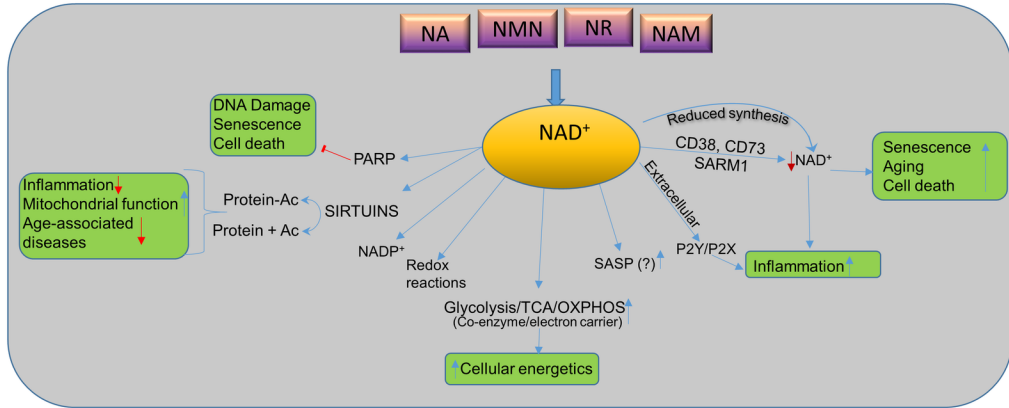 NA
NMN
NR
NAM
NAD+
DNA Damage
Senescence
Cell death
PARP
Inflammation
Mitochondrial function
Age-associated
diseases
Protein-Ac
Protein + Ac
SIRTUINS
NADP+
Redox
reactions
Glycolysis/TCA/OXPHOS
(Co-enzyme/electron carrier)
Cellular energetics
SASP (?)
Extracellular
P2Y/P2X
Inflammation
Reduced synthesis
CD38, CD73
SARM1
NAD+
Senescence
Aging
Cell death